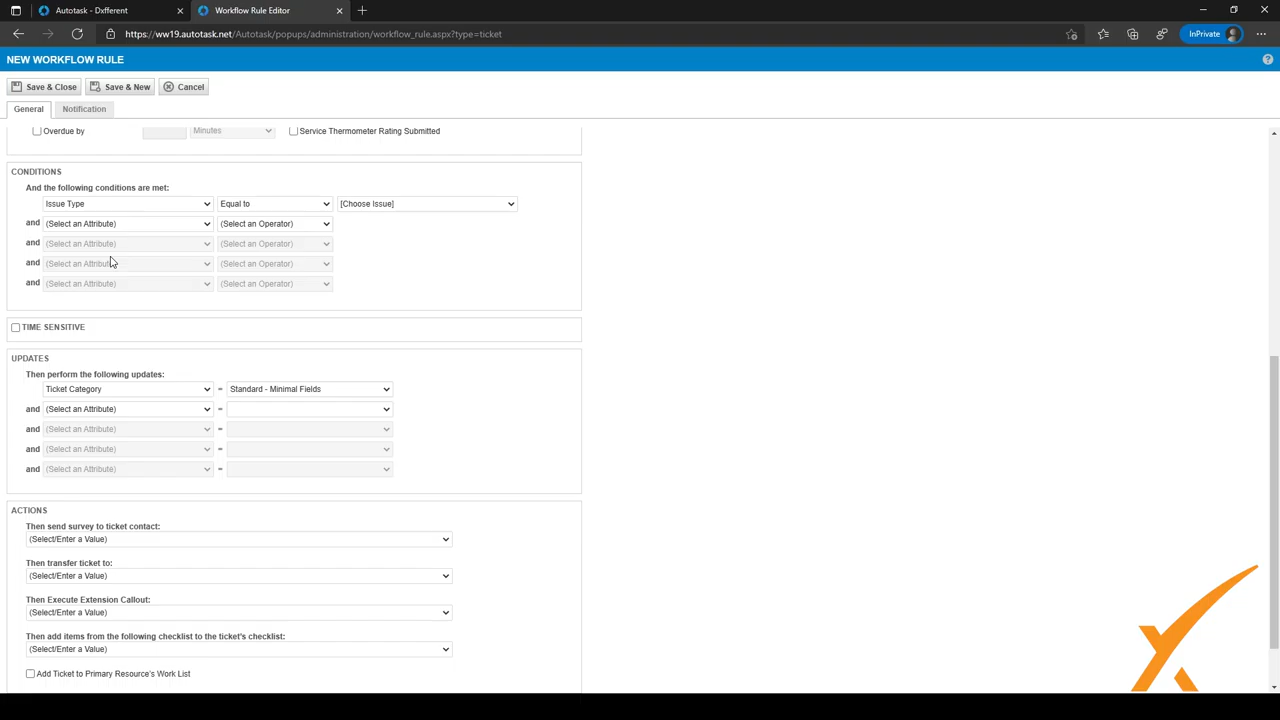 Autotask - Dxfferent
Workflow Rule Editor
https://ww19.autotask.net/Autotask/popups/administration/workflow_rule.aspx?type=ticket
InPrivate
NEW WORKFLOW RULE
Save & Close
Save & New
Cancel
General
Notification
Overdue by
Minutes
Service Thermometer Rating Submitted
CONDITIONS
And the following conditions are met:
Issue Type
Equal to
[Choose Issue]
and
(Select an Attribute)
(Select an Operator)
and
(Select an Attribute)
(Select an Operator)
and
(Select an Attribute)
(Select an Operator)
and
(Select an Attribute)
(Select an Operator)
TIME SENSITIVE
UPDATES
Then perform the following updates:
Ticket Category
=
Standard - Minimal Fields
and
(Select an Attribute)
=
and
(Select an Attribute)
=
and
(Select an Attribute)
=
and
(Select an Attribute)
=
ACTIONS
Then send survey to ticket contact:
(Select/Enter a Value)
Then transfer ticket to:
(Select/Enter a Value)
Then Execute Extension Callout:
(Select/Enter a Value)
Then add items from the following checklist to the ticket's checklist:
(Select/Enter a Value)
Add Ticket to Primary Resource's Work List